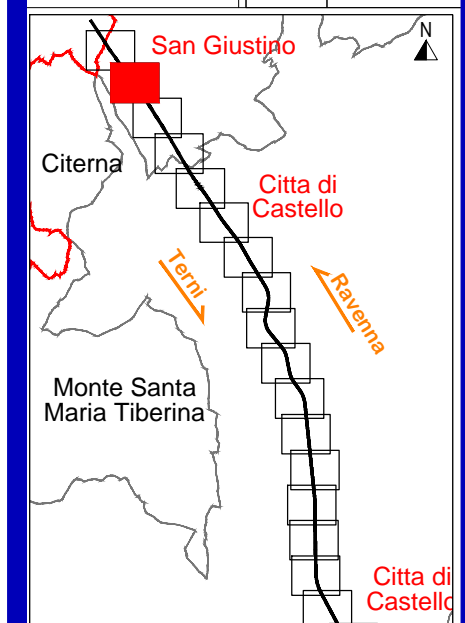 N
San Giustino
Citerna
Citta di
Castello
Terni
Ravenna
Monte Santa
Maria Tiberina
Citta di
Castello